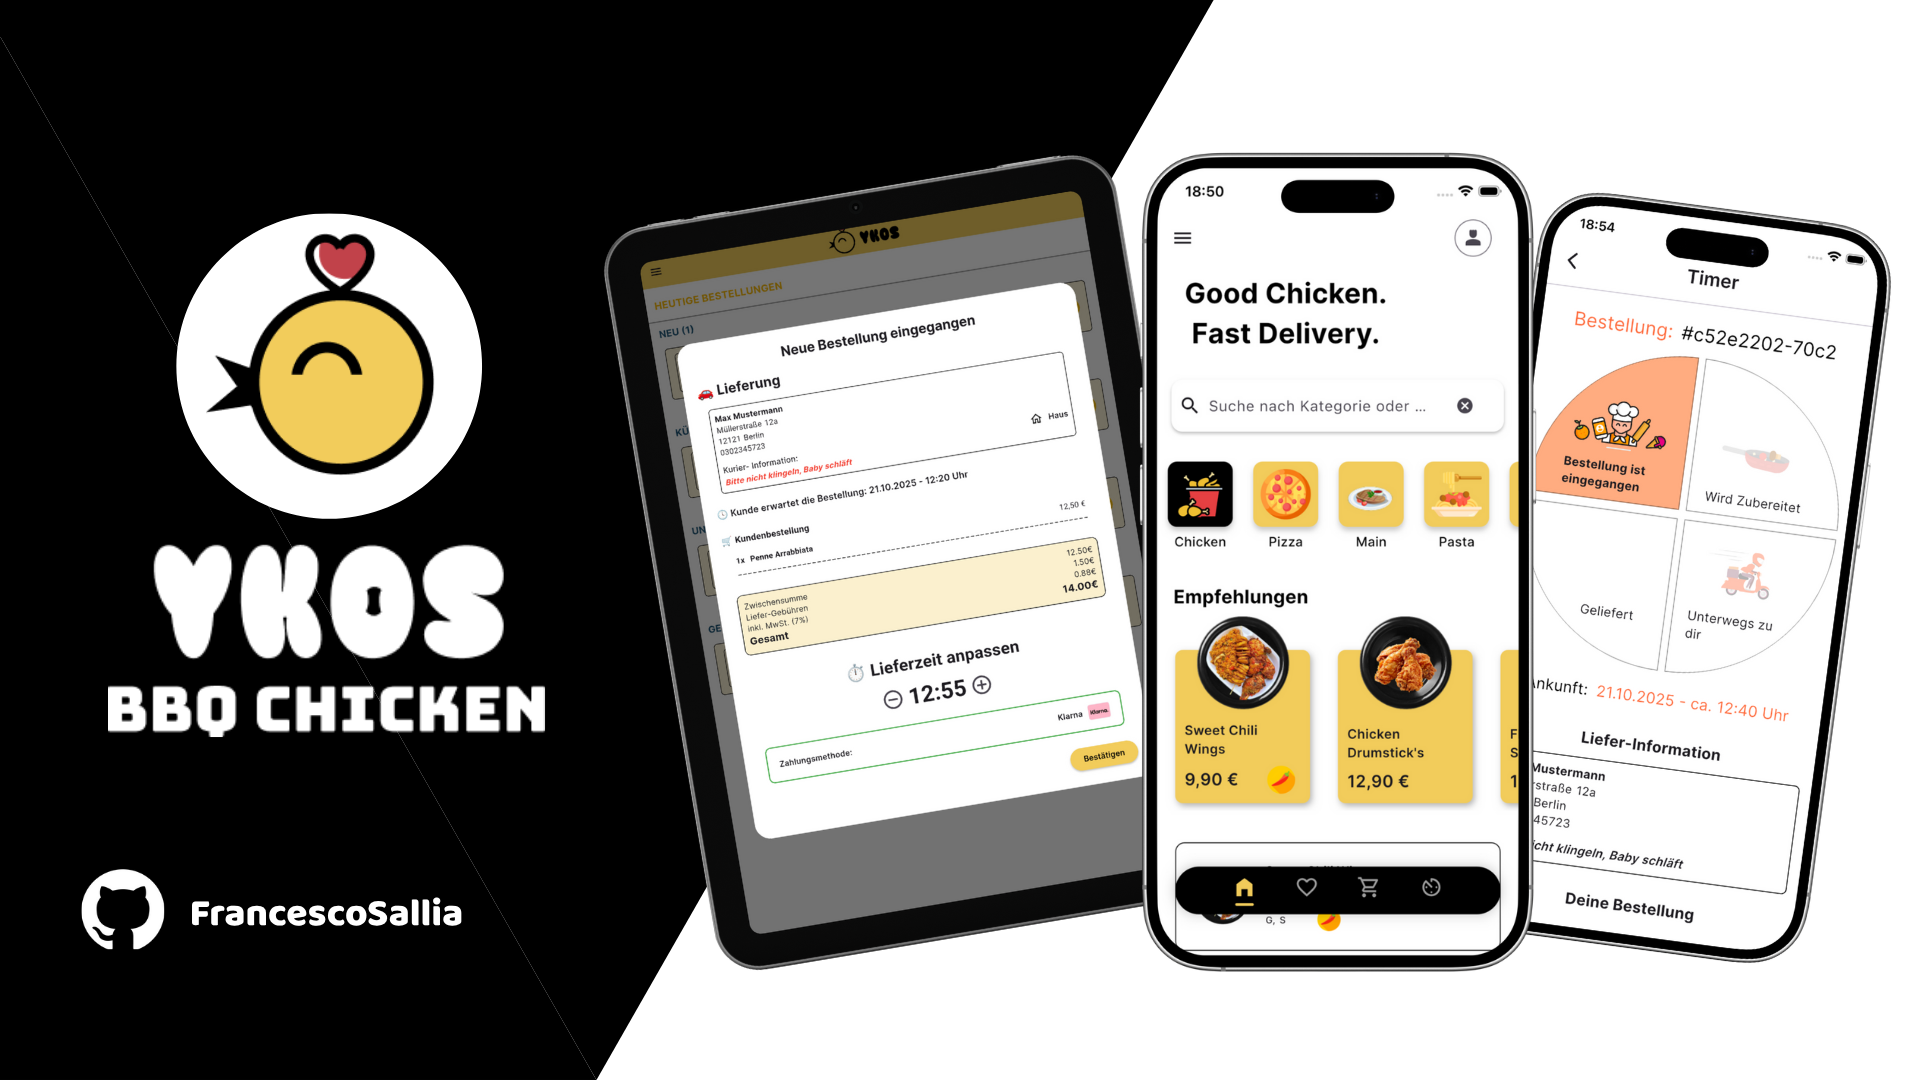 YKOS
BBQ CHICKEN
FrancescoSallia
YKOS
HEUTIGE BESTELLUNGEN
NEU (1)
KÜ
UN
GE
Neue Bestellung eingegangen
🚗 Lieferung
Max Mustermann
Müllerstraße 12a
12121 Berlin
0302345723
Haus
Kurier- Information:
Bitte nicht klingeln, Baby schläft
Kunde erwartet die Bestellung: 21.10.2025 - 12:20 Uhr
Kundenbestellung
12,50 €
1x Penne Arrabbiata
Zwischensumme 12.50€
Liefer-Gebühren 1.50€
inkl. MwSt. (7%) 0.88€
Gesamt 14.00€
Lieferzeit anpassen
12:55
Zahlungsmethode: Klarna Klarna.
Bestätigen
18:50
Good Chicken.
Fast Delivery.
Suche nach Kategorie oder ...
Chicken Pizza Main Pasta
Empfehlungen
Sweet Chili
Wings
9,90 €
Chicken
Drumstick's
12,90 €
F
S
1
G, S
18:54
Timer
Bestellung: #c52e2202-70c2
Bestellung ist
eingegangen
Wird Zubereitet
Geliefert
Unterwegs zu
dir
nkunft: 21.10.2025 - ca. 12:40 Uhr
Liefer-Information
Mustermann
rstraße 12a
Berlin
45723
cht klingeln, Baby schläft
Deine Bestellung